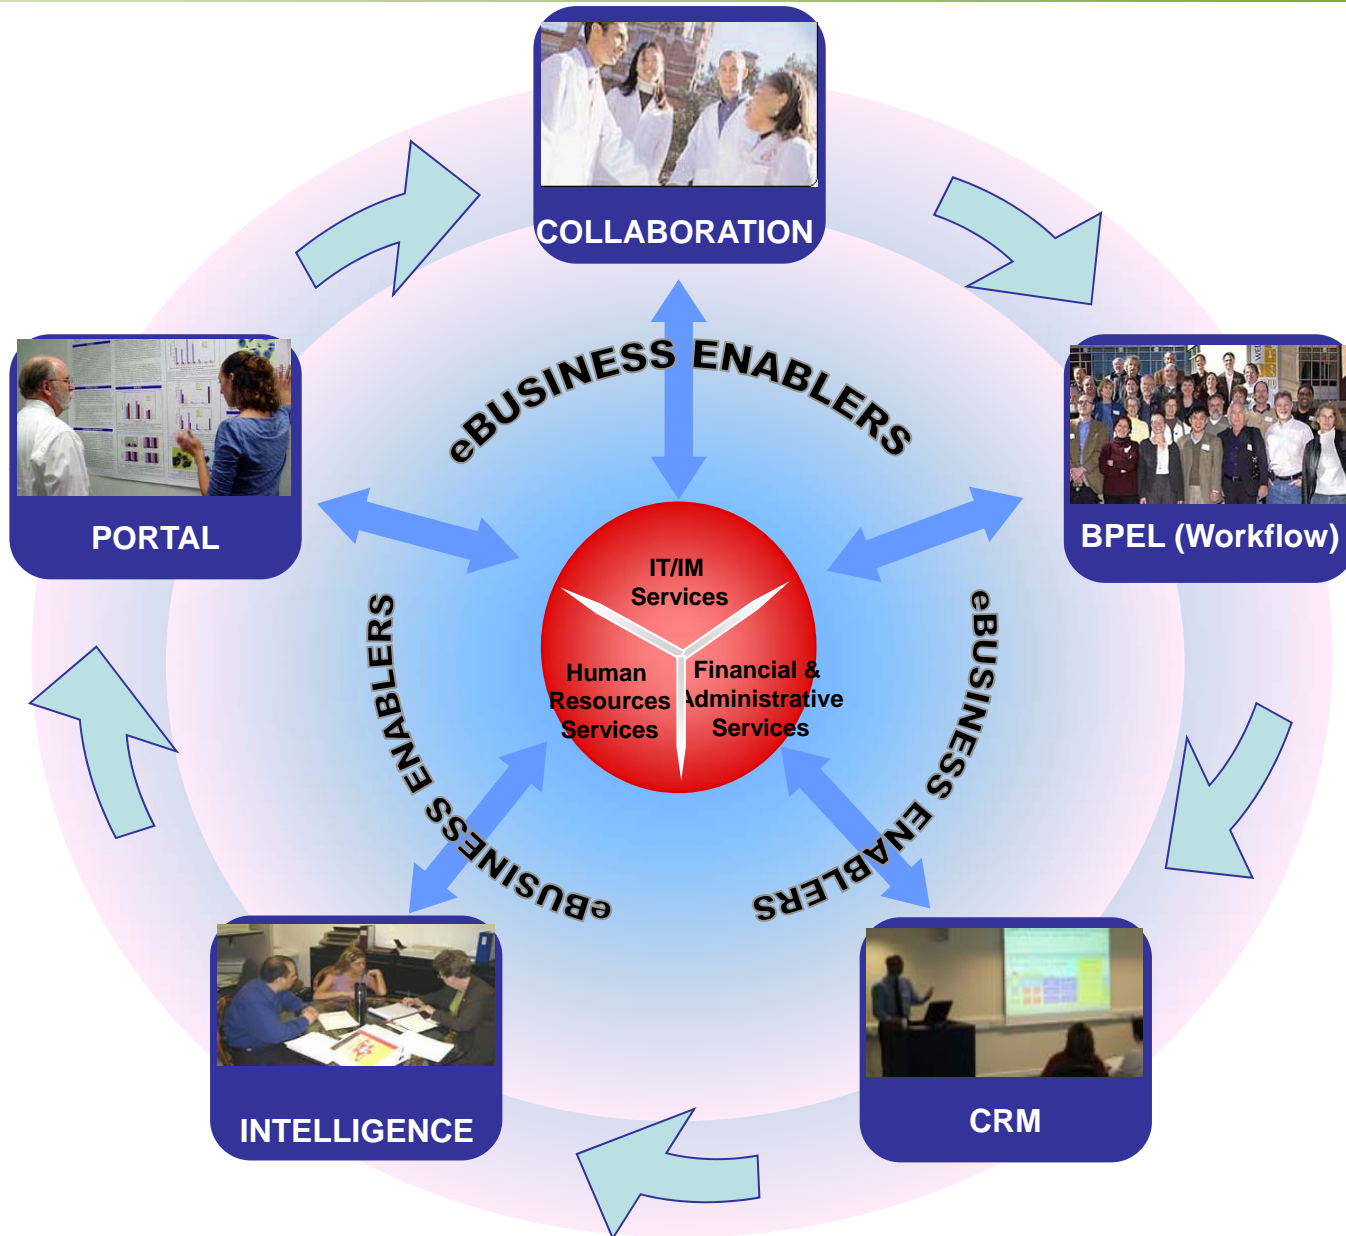 COLLABORATION
eBUSINESS ENABLERS
PORTAL
BPEL (Workflow)
IT/IM
Services
Human
Resources
Services
Financial &
Administrative
Services
eBUSINESS ENABLERS
eBUSINESS ENABLERS
INTELLIGENCE
CRM